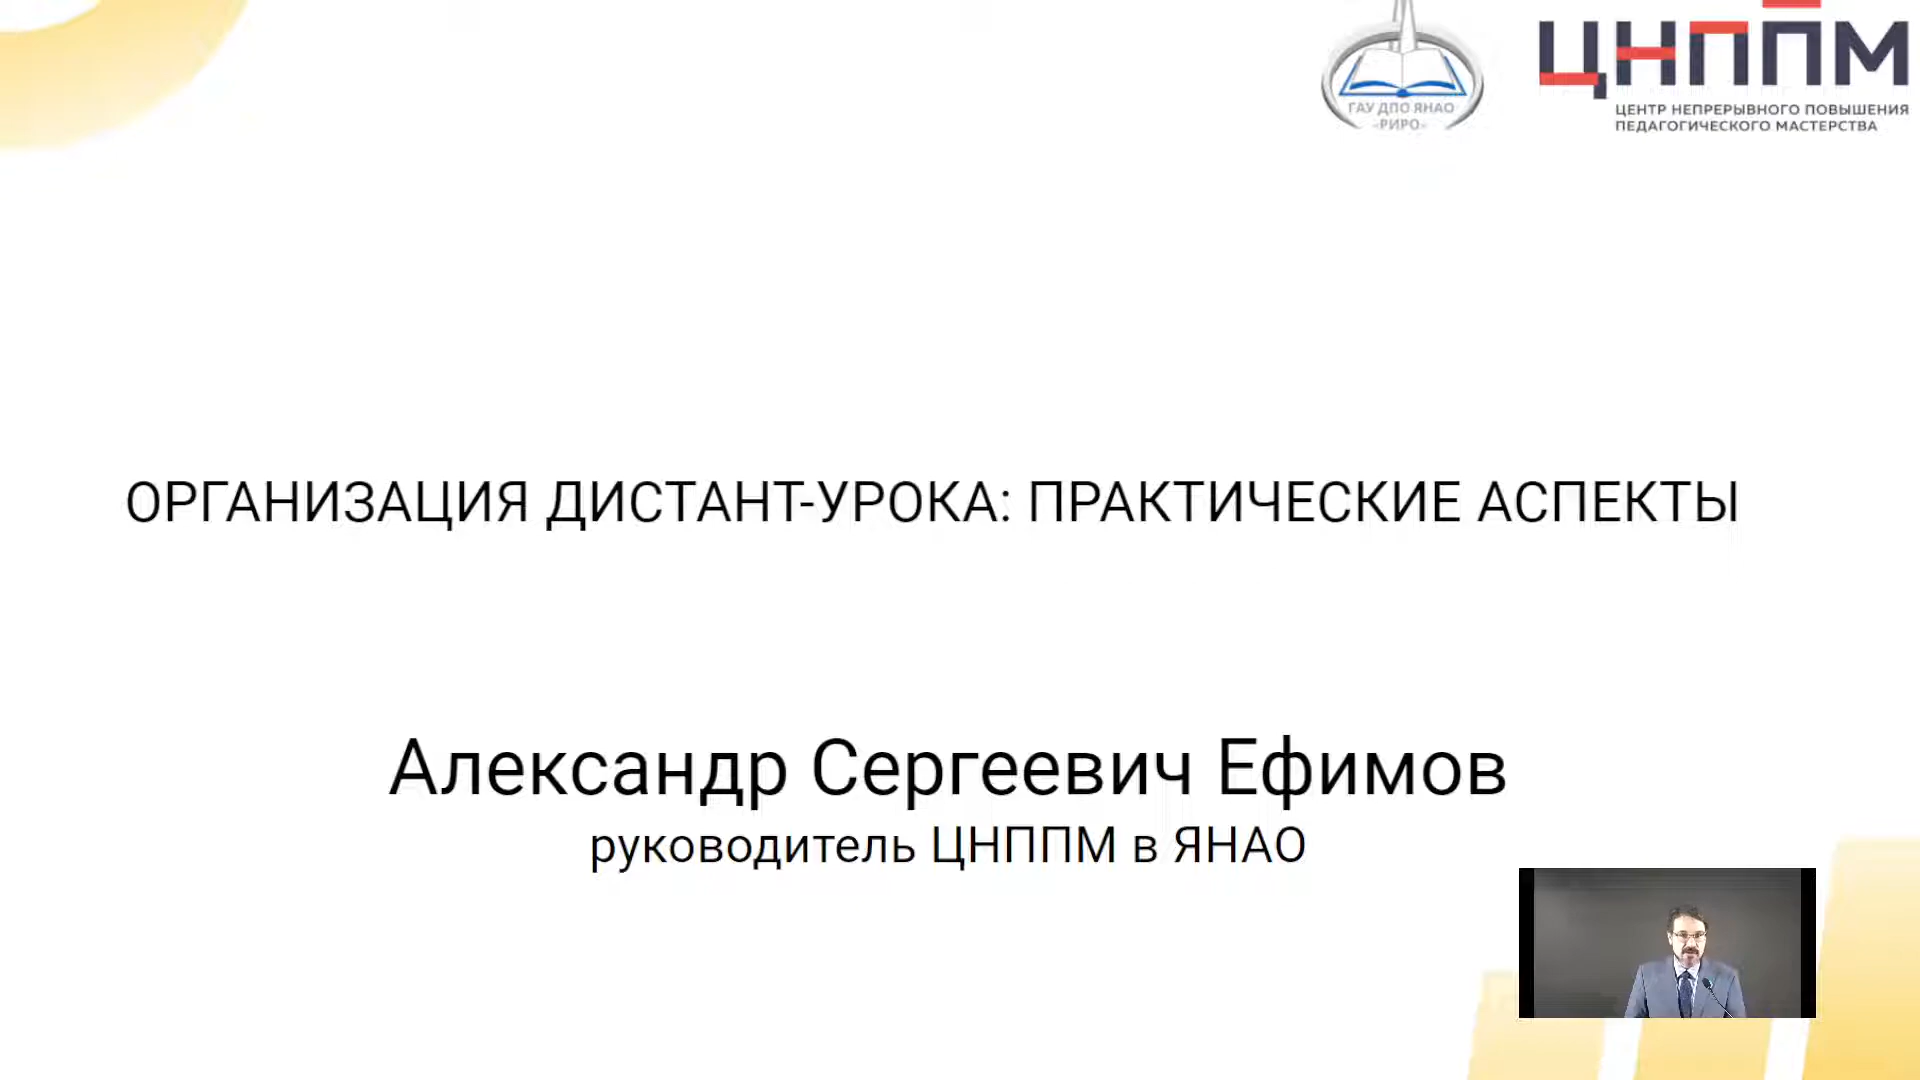 ГАУ ДПО ЯНАО
«РИРО»
ЦНППМ
ЦЕНТР НЕПРЕРЫВНОГО ПОВЫШЕНИЯ
ПЕДАГОГИЧЕСКОГО МАСТЕРСТВА
ОРГАНИЗАЦИЯ ДИСТАНТ-УРОКА: ПРАКТИЧЕСКИЕ АСПЕКТЫ
Александр Сергеевич Ефимов
руководитель ЦНППМ в ЯНАО